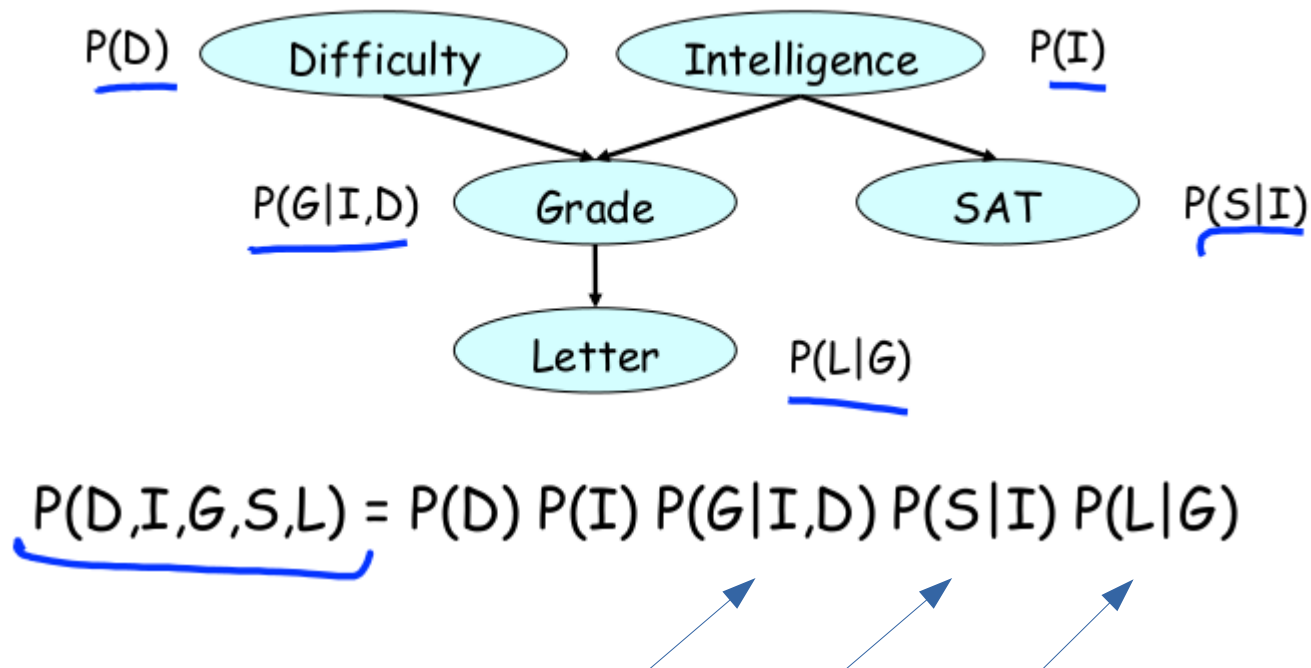 P(D) Difficulty Intelligence P(I)
P(G|I,D) Grade SAT P(S|I)
Letter P(L|G)
P(D,I,G,S,L) = P(D) P(I) P(G|I,D) P(S|I) P(L|G)